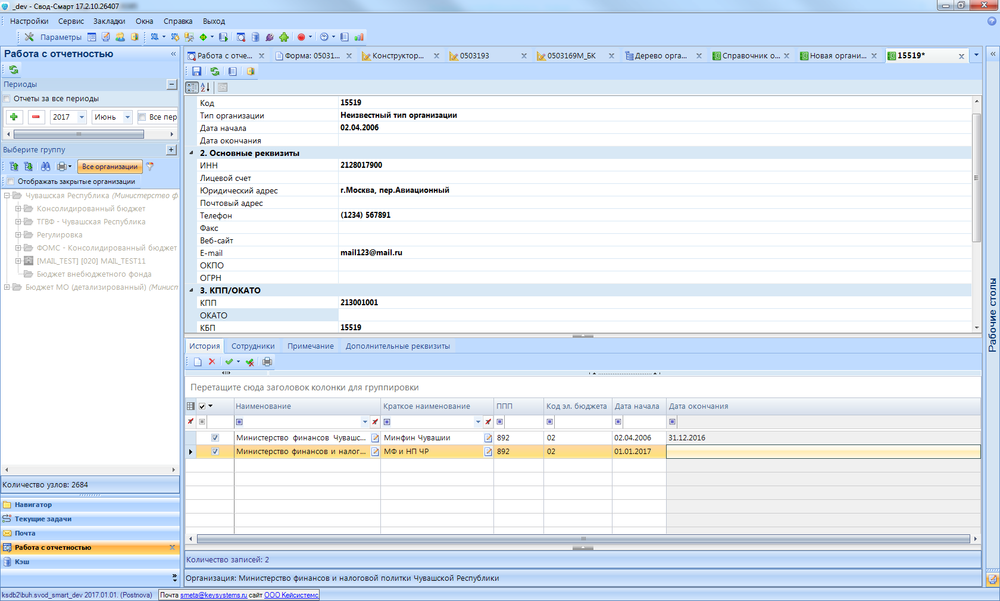 _dev - Свод-Смарт 17.2.10.26407
Настройки Сервис Закладки Окна Справка Выход
Параметры SQL
Работа с отчетностью «
Периоды
Отчеты за все периоды
2017 Июнь Все пер
Выберите группу
Все организации
Отображать закрытые организации
Чувашская Республика (Министерство ф
Консолидированный бюджет
ТГВФ - Чувашская Республика
Регулировка
ФОМС - Консолидированный бюджет
[MAIL_TEST] [020] MAIL_TEST11
Бюджет внебюджетного фонда
Бюджет МО (детализированный) (Минист
Количество узлов: 2684
Навигатор
Текущие задачи
Почта
Работа с отчетностью
Кэш
Работа с отче... Форма: 05031... Конструктор... 0503193 0503169М_БК Дерево орга... Справочник о... Новая органи... 15519*
Код 15519
Тип организации Неизвестный тип организации
Дата начала 02.04.2006
Дата окончания
2. Основные реквизиты
ИНН 2128017900
Лицевой счет
Юридический адрес г.Москва, пер.Авиационный
Почтовый адрес
Телефон (1234) 567891
Факс
Веб-сайт
E-mail mail123@mail.ru
ОКПО
ОГРН
3. КПП/ОКАТО
КПП 213001001
ОКАТО
КБП 15519
История Сотрудники Примечание Дополнительные реквизиты
Перетащите сюда заголовок колонки для группировки
Наименование Краткое наименование ППП Код эл. бюджета Дата начала Дата окончания
Министерство финансов Чувашс... Минфин Чувашии 892 02 02.04.2006 31.12.2016
Министерство финансов и налог... МФ и НП ЧР 892 02 01.01.2017
Количество записей: 2
Организация: Министерство финансов и налоговой политки Чувашской Республики
Рабочие столы
ksdb2\buh.svod_smart_dev 2017.01.01. (Postnova) Почта smeta@keysystems.ru сайт ООО Кейсистемс